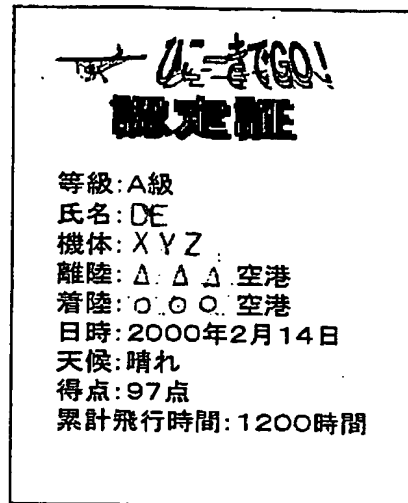 ひこーきでGO!
認定証
等級:A級
氏名:DE
機体:XYZ
離陸:△△△空港
着陸:○○○空港
日時:2000年2月14日
天候:晴れ
得点:97点
累計飛行時間:1200時間